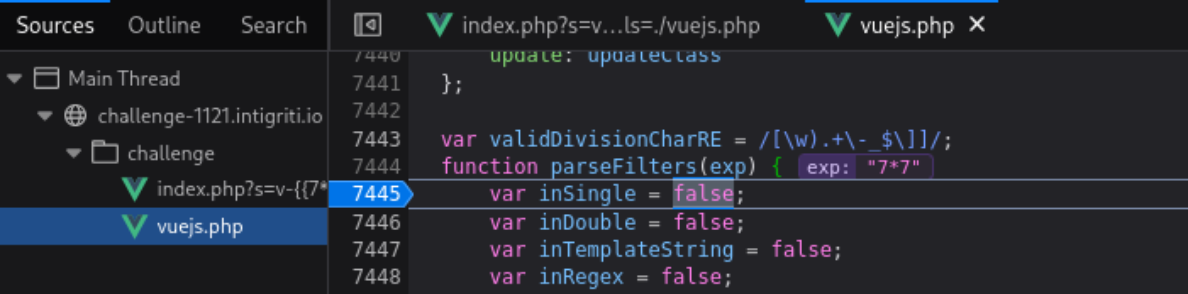 Sources Outline Search
index.php?s=v...ls=./vuejs.php
vuejs.php
Main Thread
challenge-1121.intigriti.io
challenge
index.php?s=v-{{7*
vuejs.php
7440 update: updateClass
7441 };
7442
7443 var validDivisionCharRE = /[\w).+\-_$\]]/;
7444 function parseFilters(exp) { exp: "7*7"
7445 var inSingle = false;
7446 var inDouble = false;
7447 var inTemplateString = false;
7448 var inRegex = false;